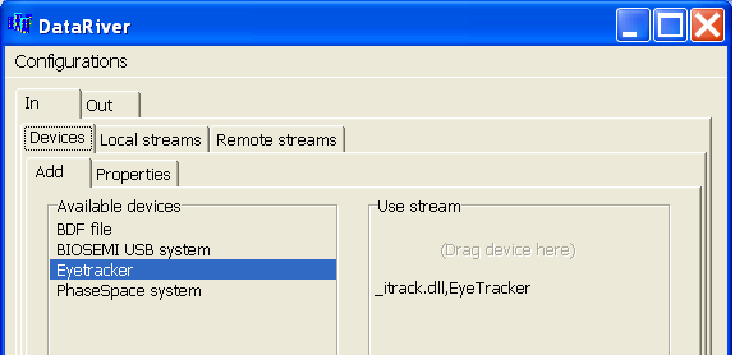 DataRiver
Configurations
In Out
Devices Local streams Remote streams
Add Properties
Available devices
BDF file
BIOSEMI USB system
Eyetracker
PhaseSpace system
Use stream
(Drag device here)
_itrack.dll,EyeTracker